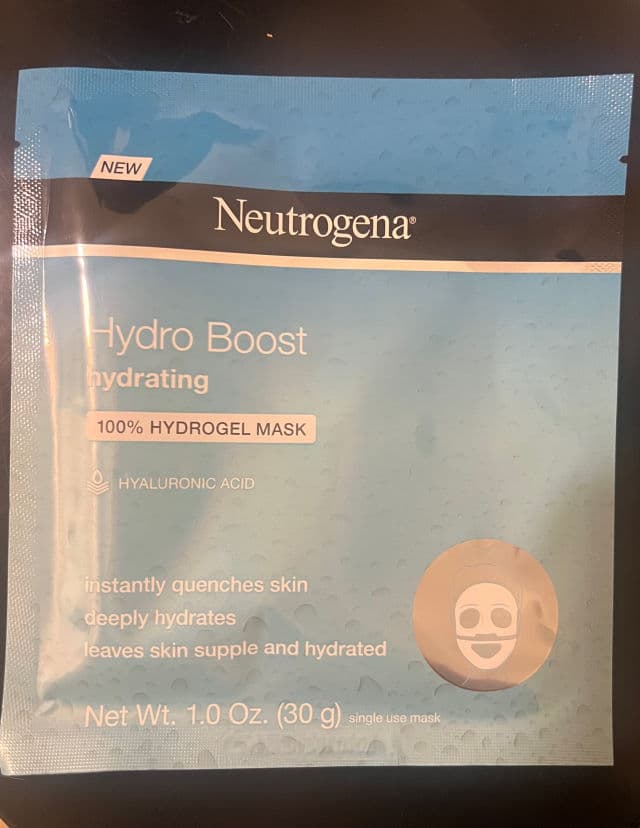 NEW
Neutrogena®
Hydro Boost
hydrating
100% HYDROGEL MASK
HYALURONIC ACID
instantly quenches skin
deeply hydrates
leaves skin supple and hydrated
Net Wt. 1.0 Oz. (30 g) single use mask